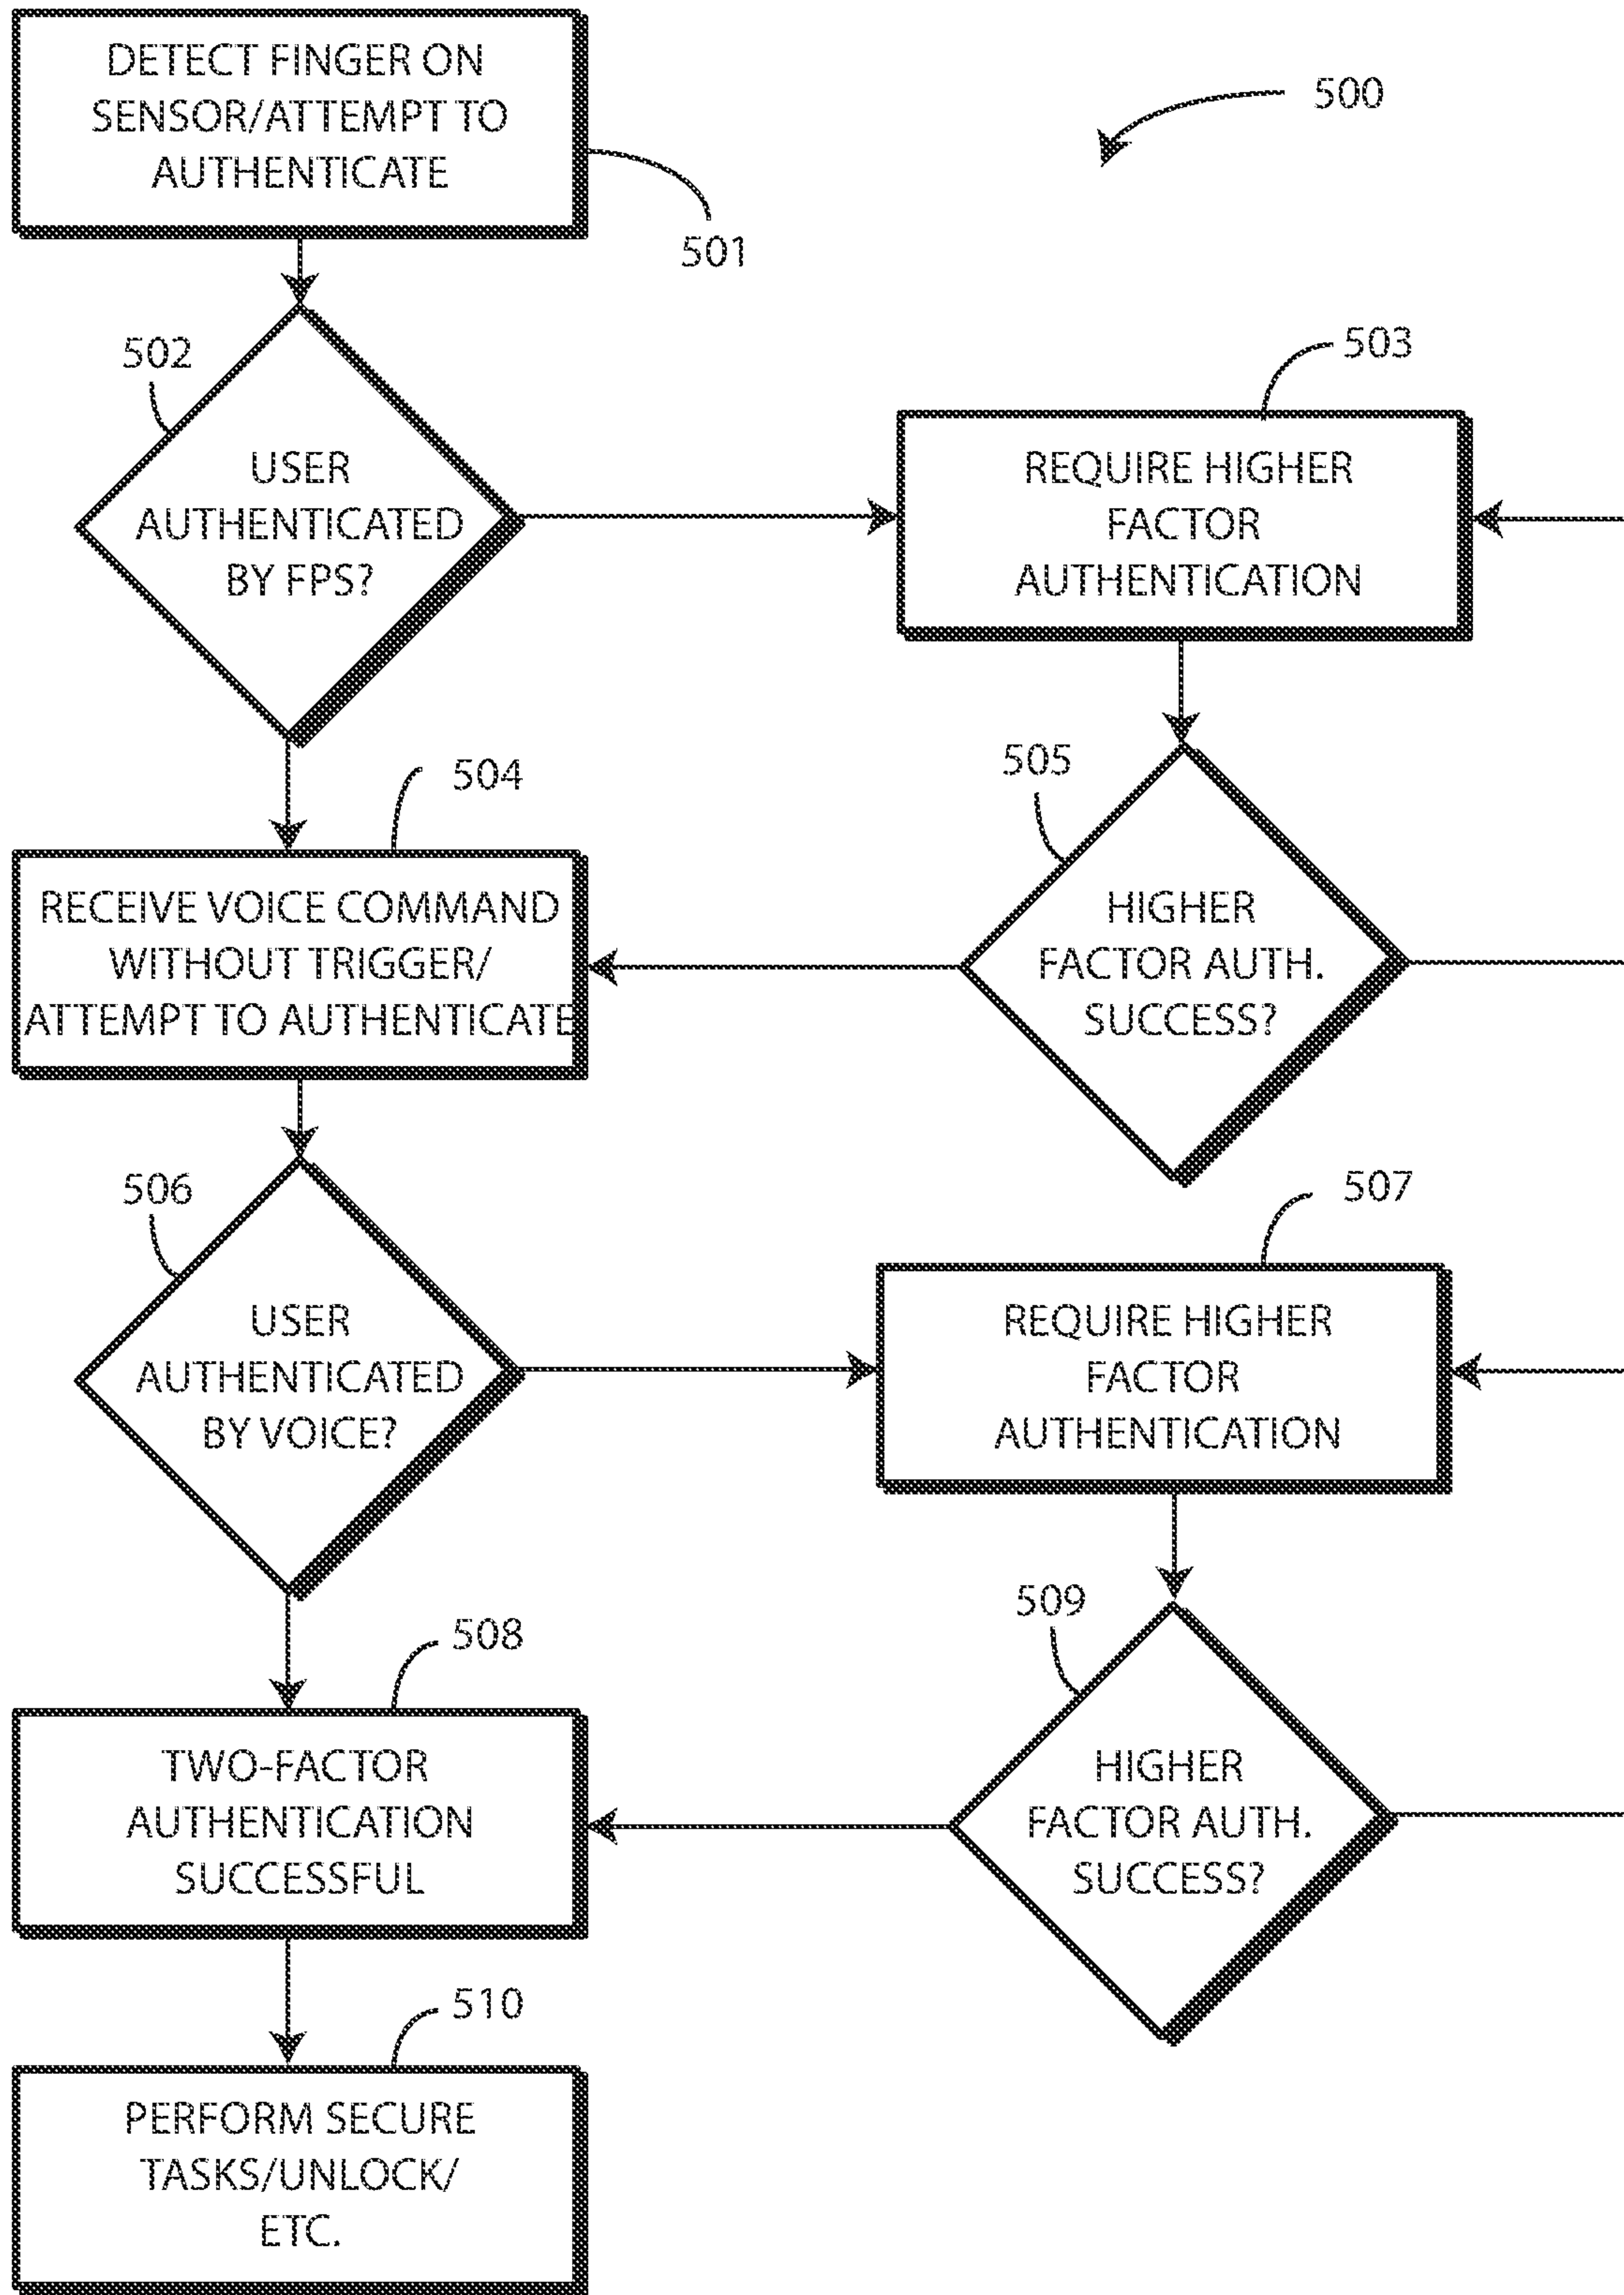 DETECT FINGER ON
SENSOR/ATTEMPT TO
AUTHENTICATE
500
501
502
USER
AUTHENTICATED
BY FPS?
503
REQUIRE HIGHER
FACTOR
AUTHENTICATION
504
RECEIVE VOICE COMMAND
WITHOUT TRIGGER/
ATTEMPT TO AUTHENTICATE
505
HIGHER
FACTOR AUTH.
SUCCESS?
506
USER
AUTHENTICATED
BY VOICE?
507
REQUIRE HIGHER
FACTOR
AUTHENTICATION
508
TWO-FACTOR
AUTHENTICATION
SUCCESSFUL
509
HIGHER
FACTOR AUTH.
SUCCESS?
510
PERFORM SECURE
TASKS/UNLOCK/
ETC.